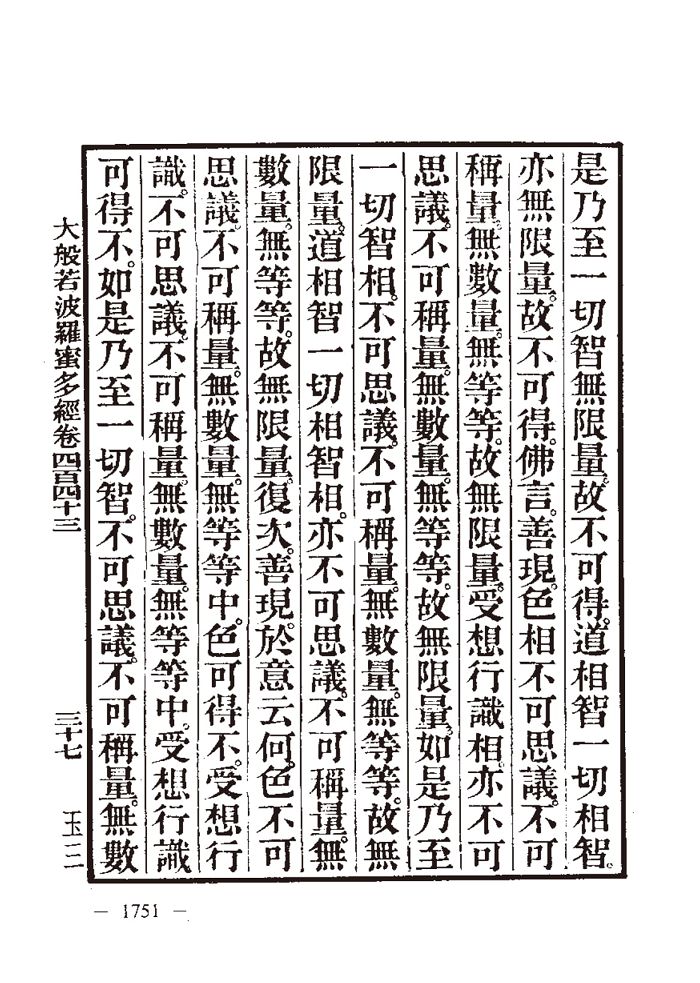 是乃至一切智無限量。故不可得。道相智一切相智。
亦無限量。故不可得。佛言。善現。色相不可思議。不可
稱量。無數量。無等等。故無限量。受想行識相。亦不可
思議。不可稱量。無數量。無等等。故無限量。如是乃至
一切智相。不可思議。不可稱量。無數量。無等等。故無
限量。道相智一切相智相。亦不可思議。不可稱量。無
數量。無等等。故無限量。復次。善現。於意云何。色不可
思議。不可稱量。無數量。無等等中。色可得不。受想行
識。不可思議。不可稱量。無數量。無等等中。受想行識
可得不。如是乃至一切智。不可思議。不可稱量。無數
大般若波羅蜜多經卷四百四十三 三十七 玉三
— 1751 —